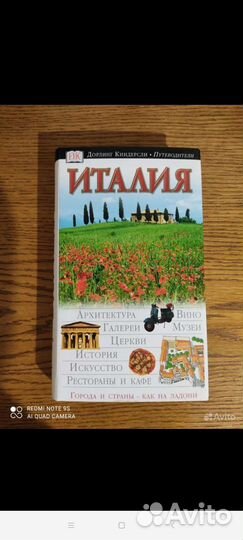 DK
Дорлинг Киндерсли • Путеводители
ИТАЛИЯ
Архитектура Вино
Галереи Музеи
Церкви
История
Искусство
Рестораны и кафе
Города и страны – как на ладони
REDMI NOTE 9S
AI QUAD CAMERA
Avito
Avito